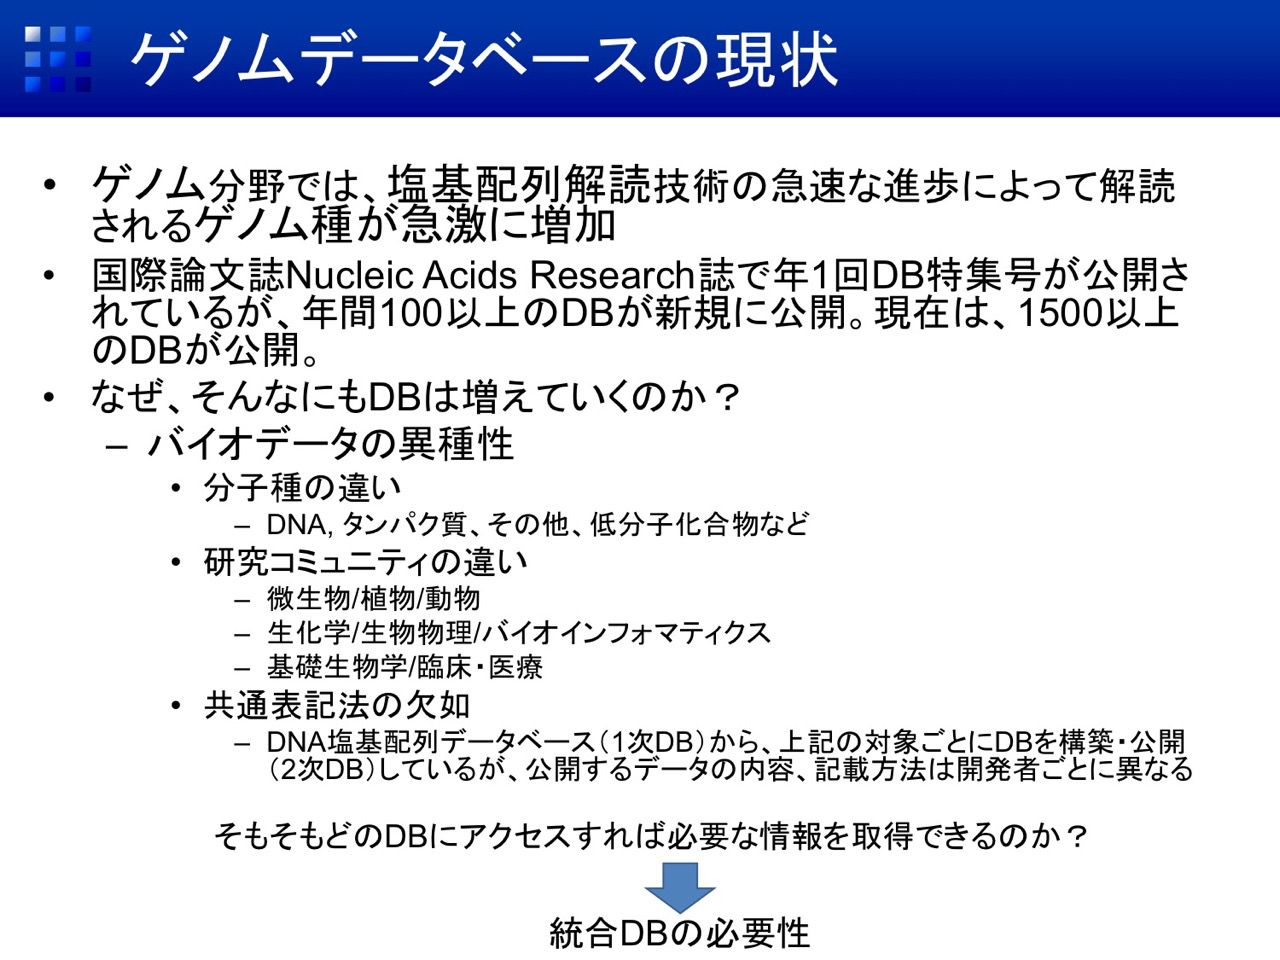 ゲノムデータベースの現状
• ゲノム分野では、塩基配列解読技術の急速な進歩によって解読
されるゲノム種が急激に増加
• 国際論文誌Nucleic Acids Research誌で年1回DB特集号が公開さ
れているが、年間100以上のDBが新規に公開。現在は、1500以上
のDBが公開。
• なぜ、そんなにもDBは増えていくのか？
– バイオデータの異種性
• 分子種の違い
– DNA, タンパク質、その他、低分子化合物など
• 研究コミュニティの違い
– 微生物/植物/動物
– 生化学/生物物理/バイオインフォマティクス
– 基礎生物学/臨床・医療
• 共通表記法の欠如
– DNA塩基配列データベース（1次DB）から、上記の対象ごとにDBを構築・公開
（2次DB）しているが、公開するデータの内容、記載方法は開発者ごとに異なる
そもそもどのDBにアクセスすれば必要な情報を取得できるのか？
統合DBの必要性